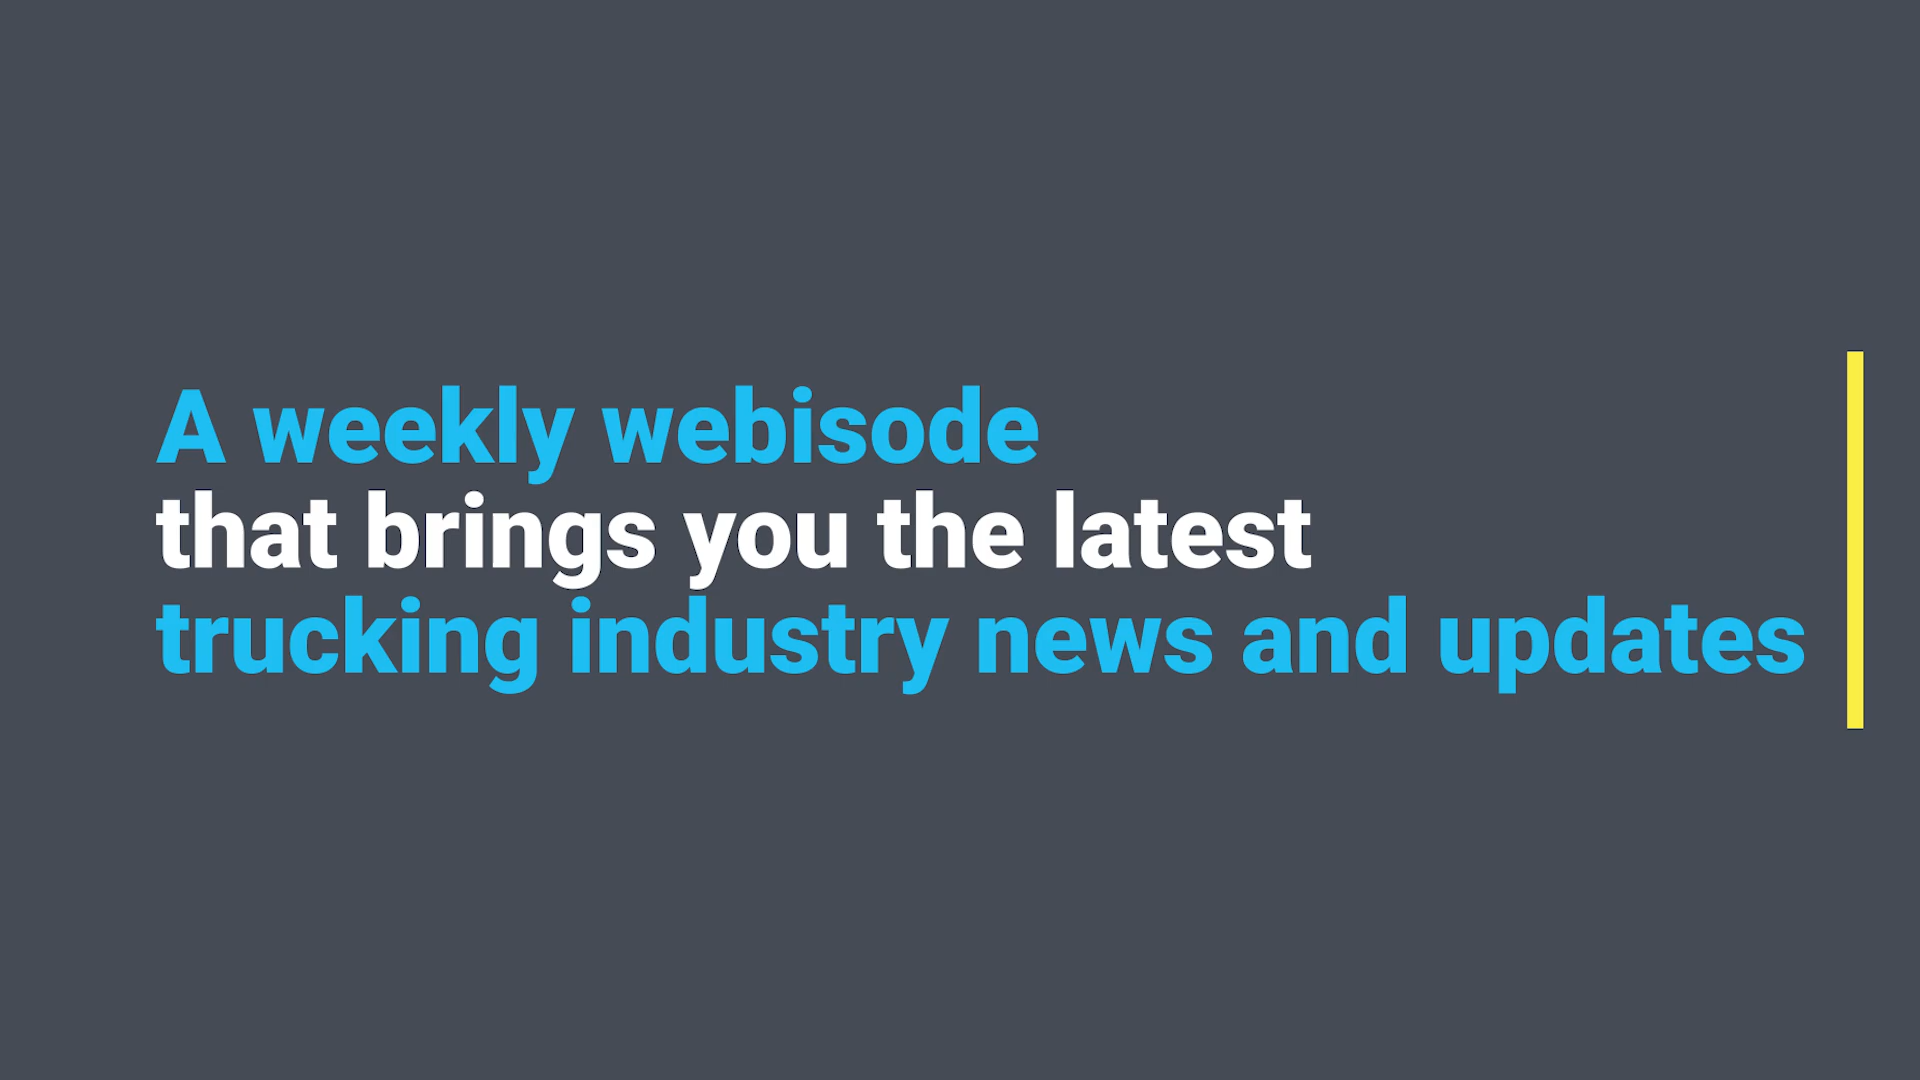 A weekly webisode
that brings you the latest
trucking industry news and updates